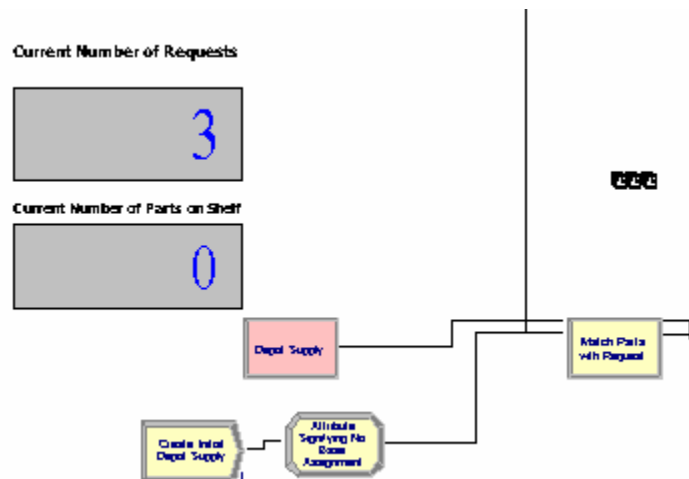 Current Number of Requests
3
Current Number of Parts on Shelf
0
Depot Supply
Match Parts
with Request
Create Initial
Depot Supply
Attribute
Signifying No
Base
Assignment